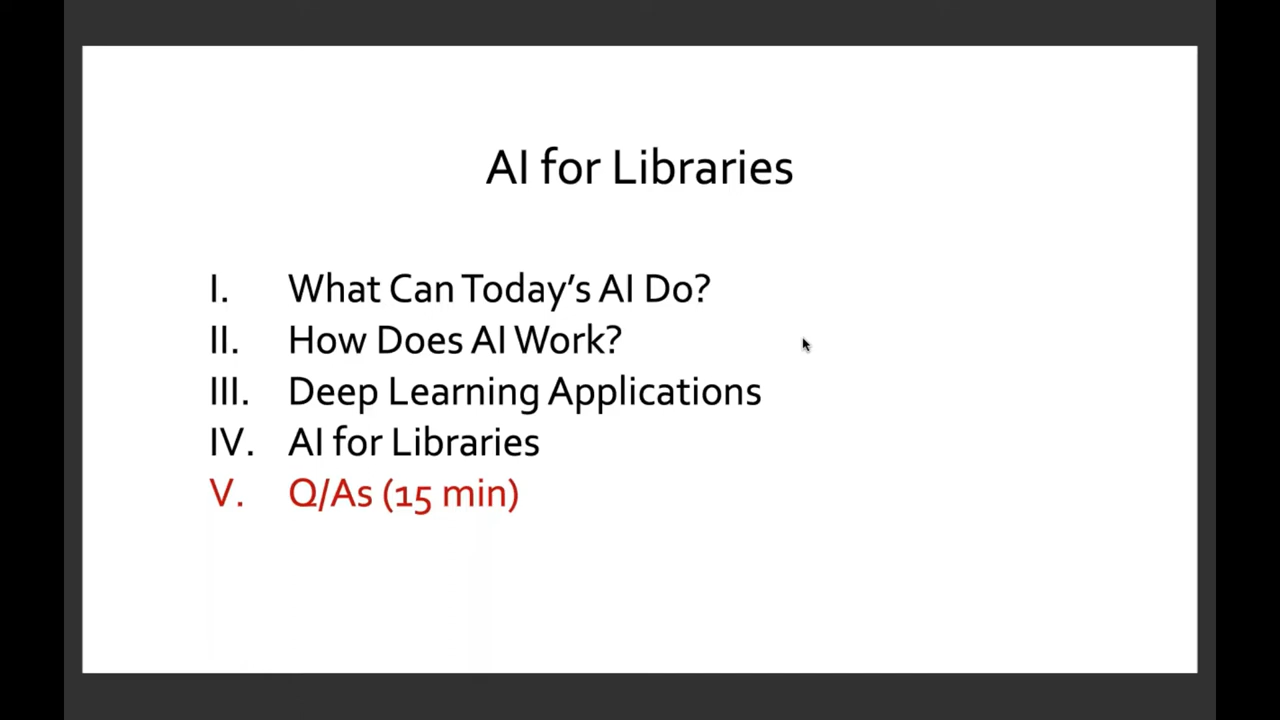 AI for Libraries
I. What Can Today's AI Do?
II. How Does AI Work?
III. Deep Learning Applications
IV. AI for Libraries
V. Q/As (15 min)